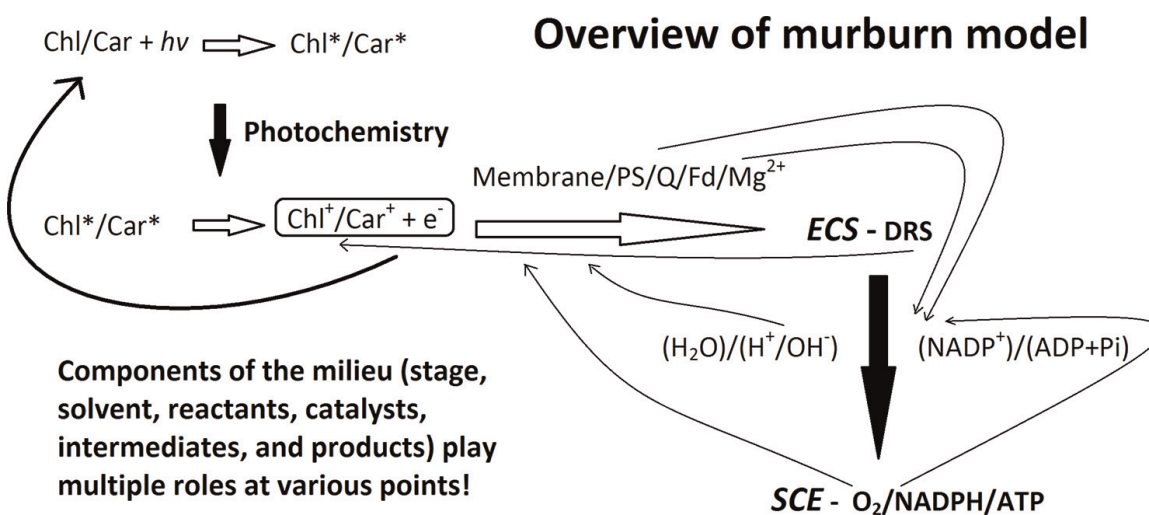 Overview of murburn model
Chl/Car + hv
Chl*/Car*
Photochemistry
Membrane/PS/Q/Fd/Mg²⁺
Chl*/Car*
Chl⁺/Car⁺ + e⁻
ECS - DRS
(H₂O)/(H⁺/OH⁻)
(NADP⁺)/(ADP+Pi)
Components of the milieu (stage,
solvent, reactants, catalysts,
intermediates, and products) play
multiple roles at various points!
SCE - O₂/NADPH/ATP